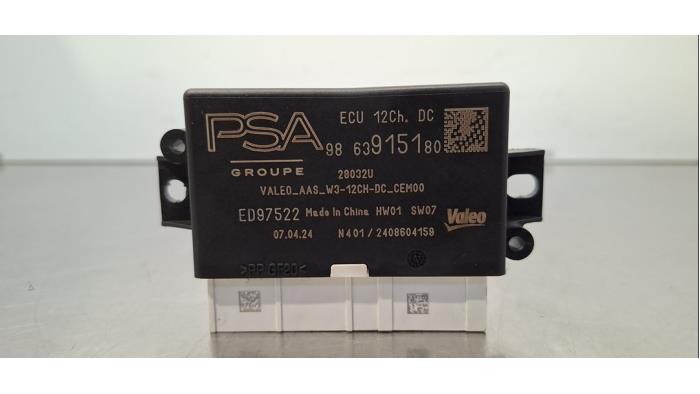 ECU 12Ch. DC
PSA
GROUPE
98 639151 80
28032U
VALEO_AAS_W3-12CH-DC_CEM00
ED97522 Made In China HW01 SW07 Valeo
07.04.24 N401/2408604159
>PP GF20<